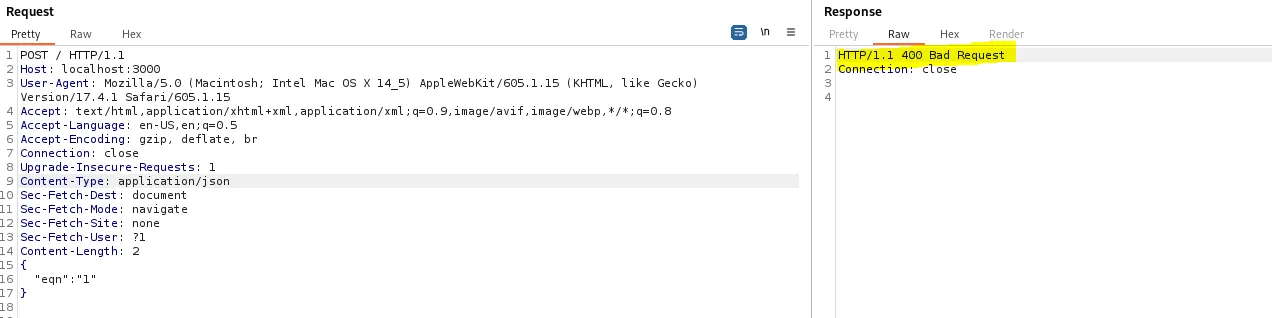 Request
Pretty Raw Hex \n
1 POST / HTTP/1.1
2 Host: localhost:3000
3 User-Agent: Mozilla/5.0 (Macintosh; Intel Mac OS X 14_5) AppleWebKit/605.1.15 (KHTML, like Gecko)
Version/17.4.1 Safari/605.1.15
4 Accept: text/html,application/xhtml+xml,application/xml;q=0.9,image/avif,image/webp,*/*;q=0.8
5 Accept-Language: en-US,en;q=0.5
6 Accept-Encoding: gzip, deflate, br
7 Connection: close
8 Upgrade-Insecure-Requests: 1
9 Content-Type: application/json
10 Sec-Fetch-Dest: document
11 Sec-Fetch-Mode: navigate
12 Sec-Fetch-Site: none
13 Sec-Fetch-User: ?1
14 Content-Length: 2
15 {
16 "eqn":"1"
17 }
18
Response
Pretty Raw Hex Render
1 HTTP/1.1 400 Bad Request
2 Connection: close
3
4